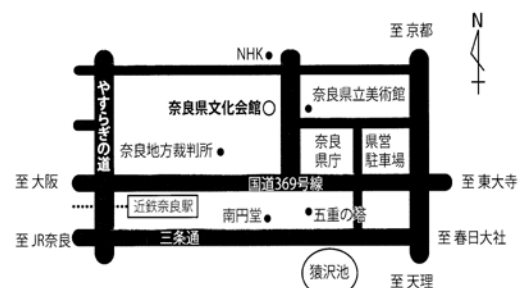 至 京都
N
NHK
奈良県立美術館
奈良県文化会館
やすらぎの道
奈良地方裁判所
奈良
県庁
県営
駐車場
至 大阪
国道369号線
至 東大寺
近鉄奈良駅
南円堂
五重の塔
至 JR奈良
三条通
至 春日大社
猿沢池
至 天理